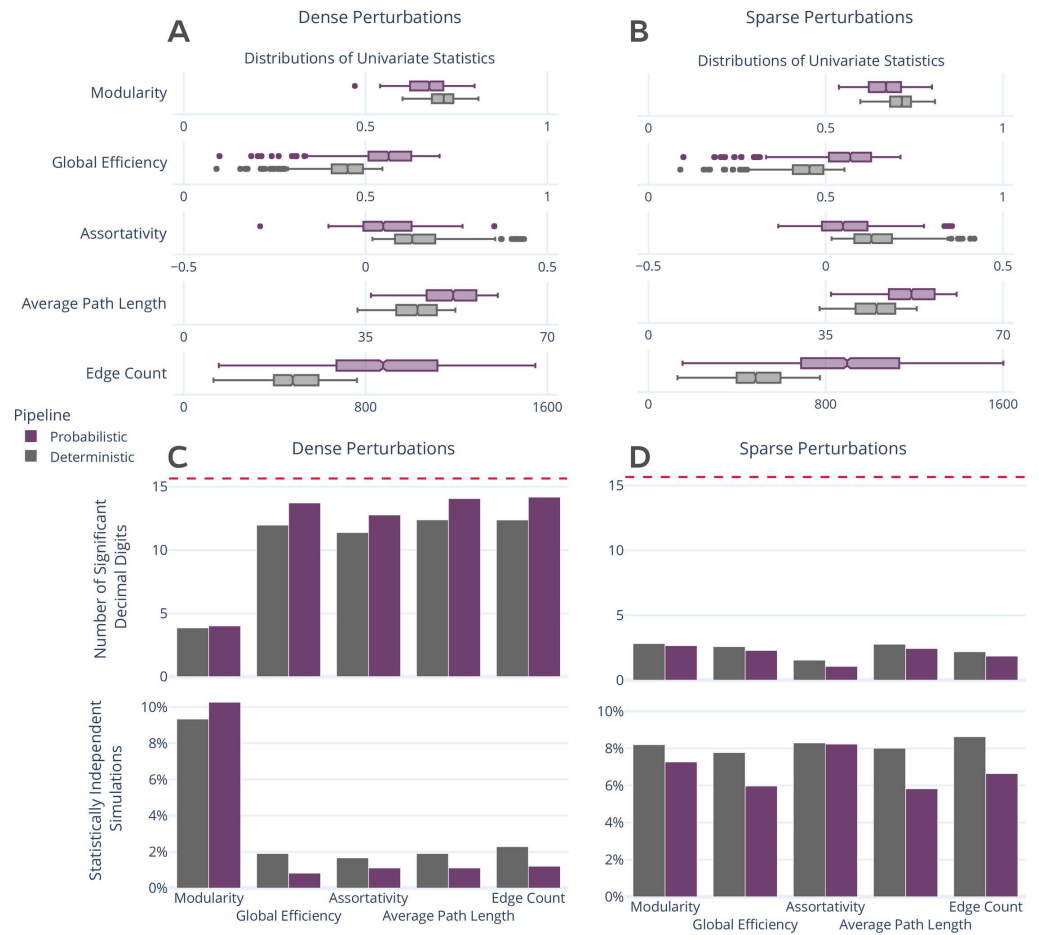 A
Dense Perturbations
B
Sparse Perturbations
Distributions of Univariate Statistics
Distributions of Univariate Statistics
Modularity
0
0.5
1
0
0.5
1
Global Efficiency
0
0.5
1
0
0.5
1
Assortativity
−0.5
0
0.5
−0.5
0
0.5
Average Path Length
0
35
70
0
35
70
Edge Count
0
800
1600
0
800
1600
Pipeline
Probabilistic
Deterministic
C
Dense Perturbations
D
Sparse Perturbations
Number of Significant
Decimal Digits
15
10
5
0
15
10
5
0
Statistically Independent
Simulations
10%
8%
6%
4%
2%
0%
10%
8%
6%
4%
2%
0%
Modularity
Global Efficiency
Assortativity
Average Path Length
Edge Count
Modularity
Global Efficiency
Assortativity
Average Path Length
Edge Count